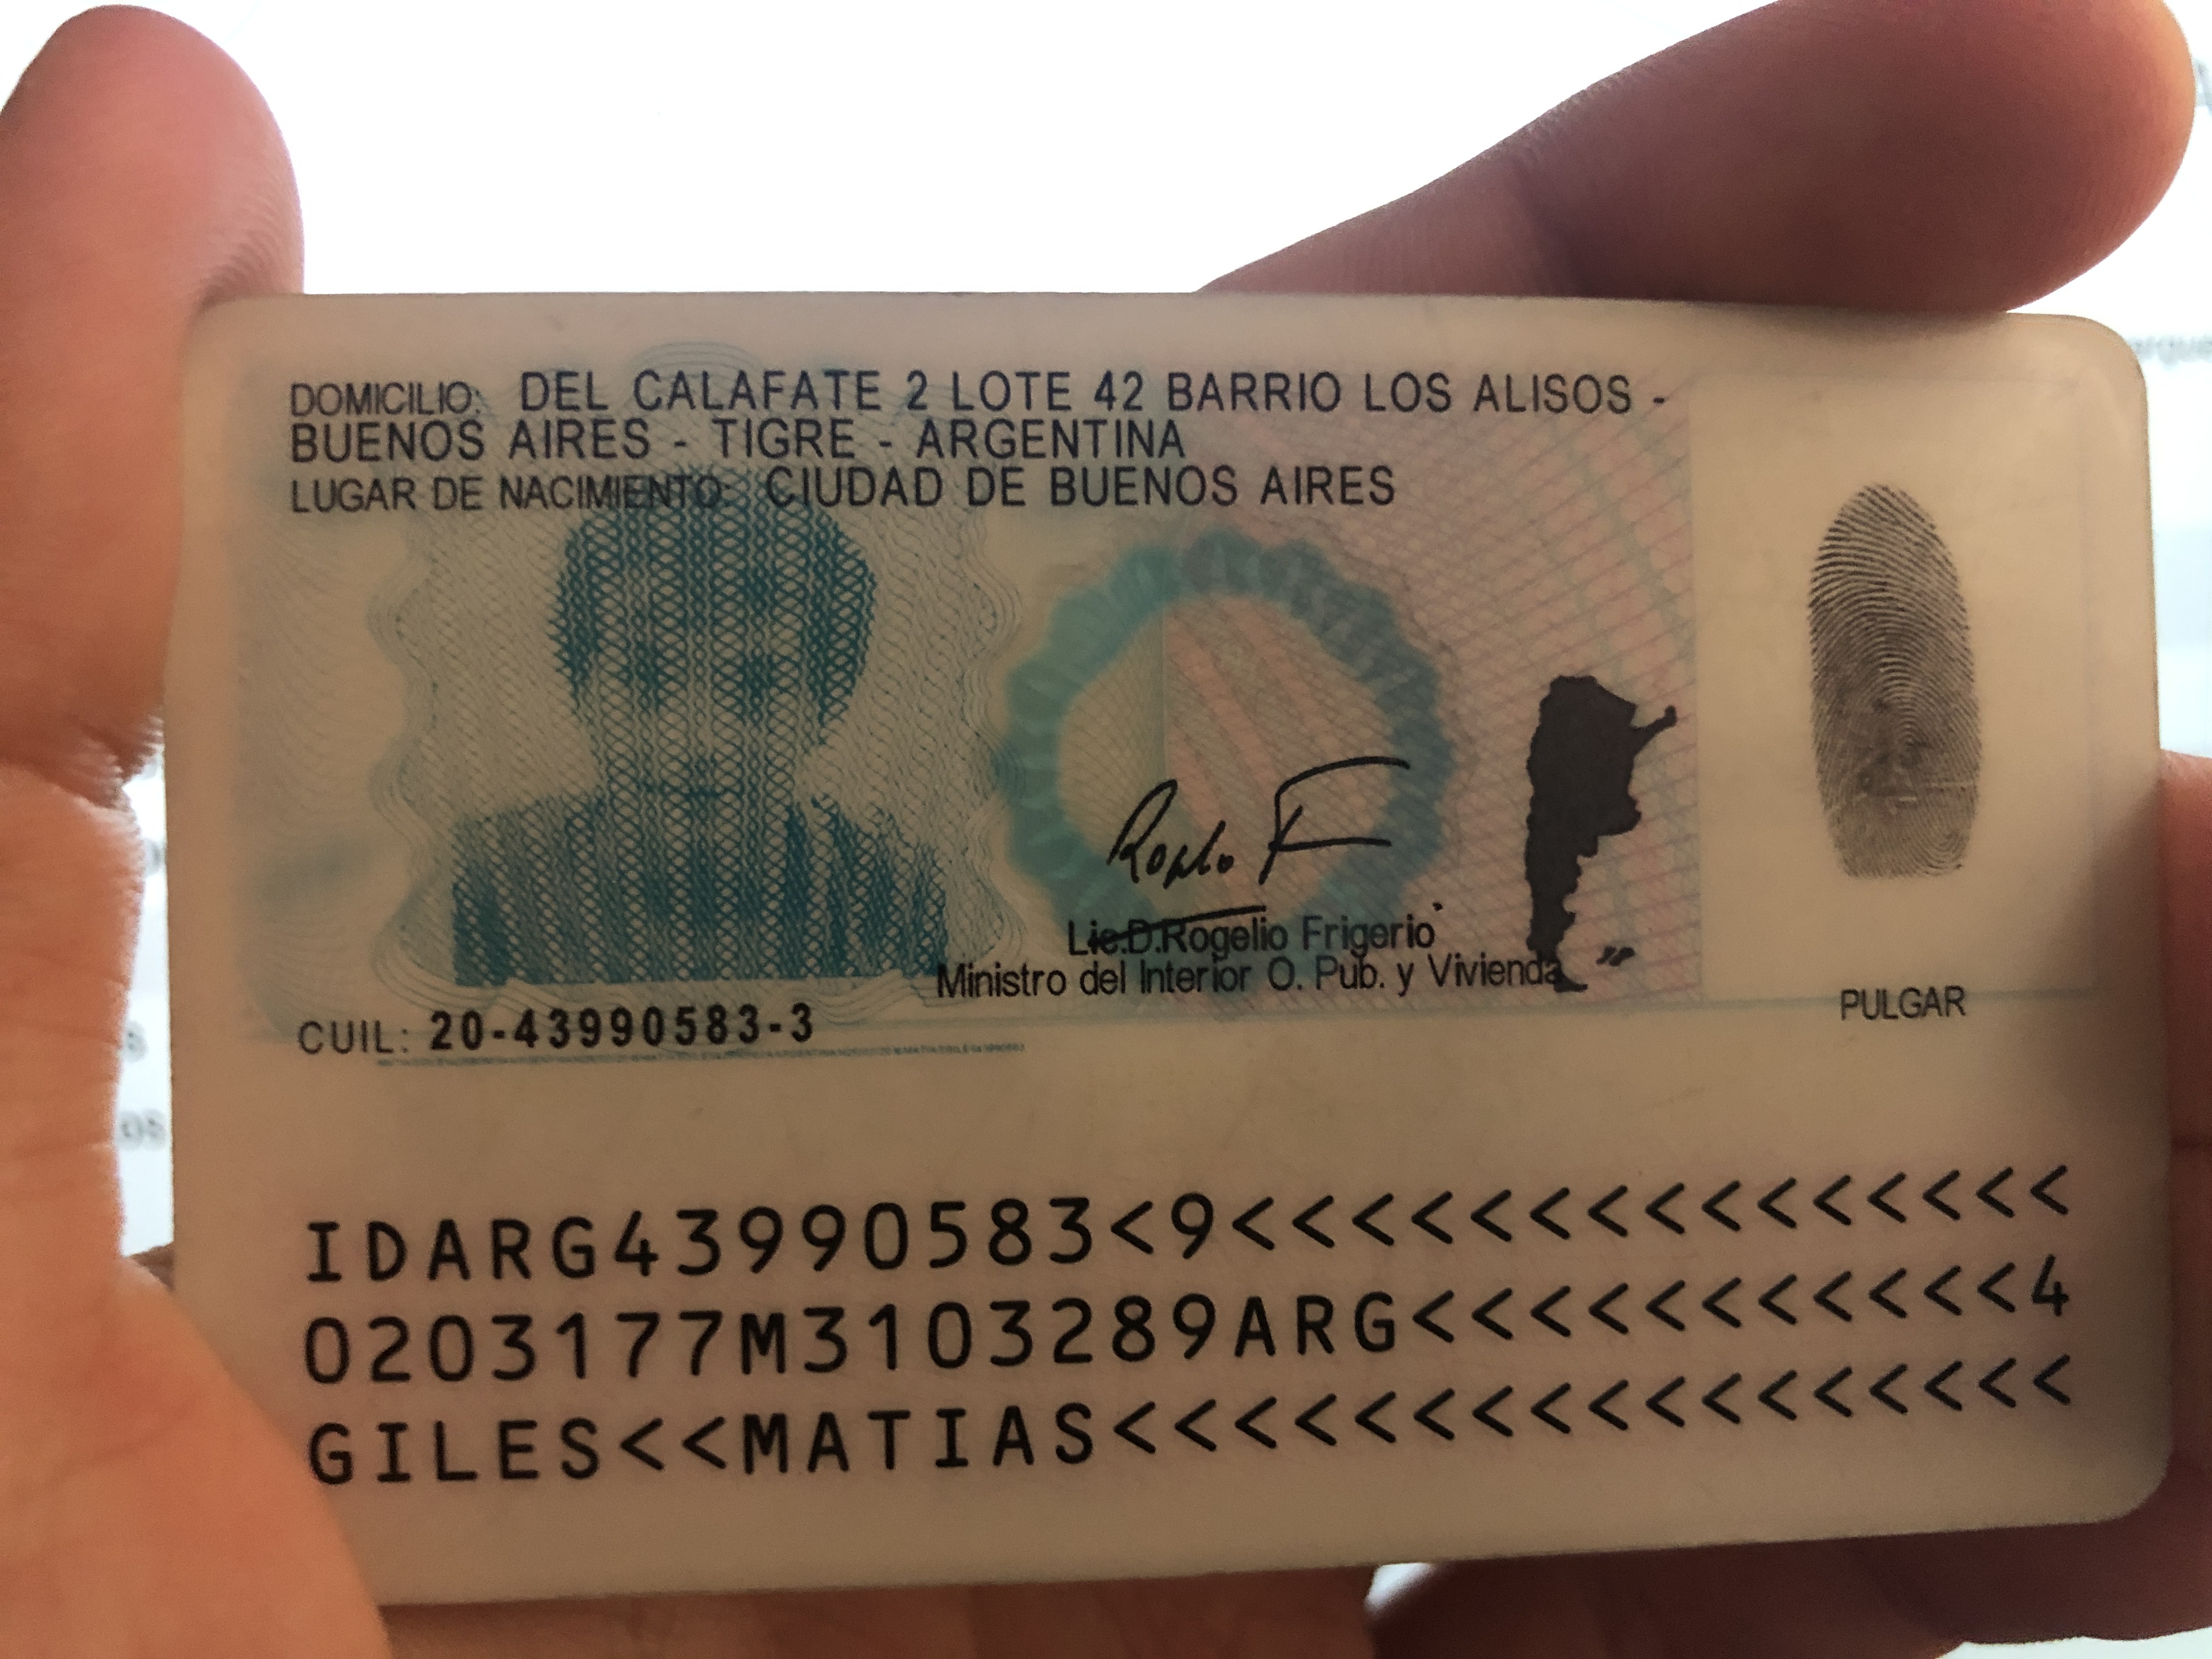 DOMICILIO: DEL CALAFATE 2 LOTE 42 BARRIO LOS ALISOS -
BUENOS AIRES - TIGRE - ARGENTINA
LUGAR DE NACIMIENTO: CIUDAD DE BUENOS AIRES
Lic.D.Rogelio Frigerio
Ministro del Interior O. Pub. y Vivienda
PULGAR
CUIL: 20-43990583-3
IDARG43990583<9<<<<<<<<<<<<<<<
0203177M3103289ARG<<<<<<<<<<<4
GILES<<MATIAS<<<<<<<<<<<<<<<<<